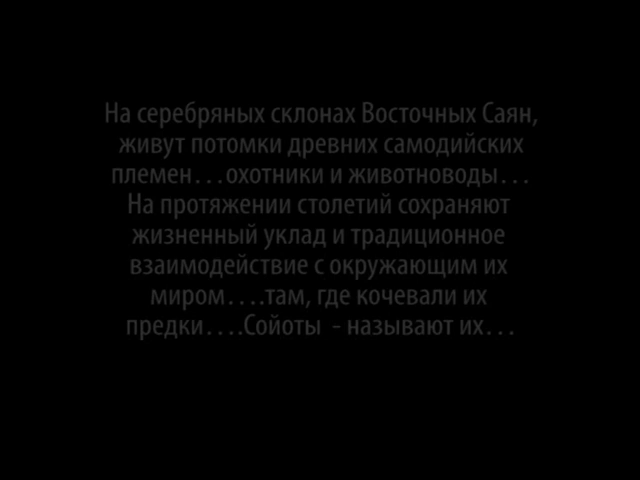 На серебряных склонах Восточных Саян,
живут потомки древних самодийских
племен…охотники и животноводы…
На протяжении столетий сохраняют
жизненный уклад и традиционное
взаимодействие с окружающим их
миром….там, где кочевали их
предки….Сойоты  - называют их…